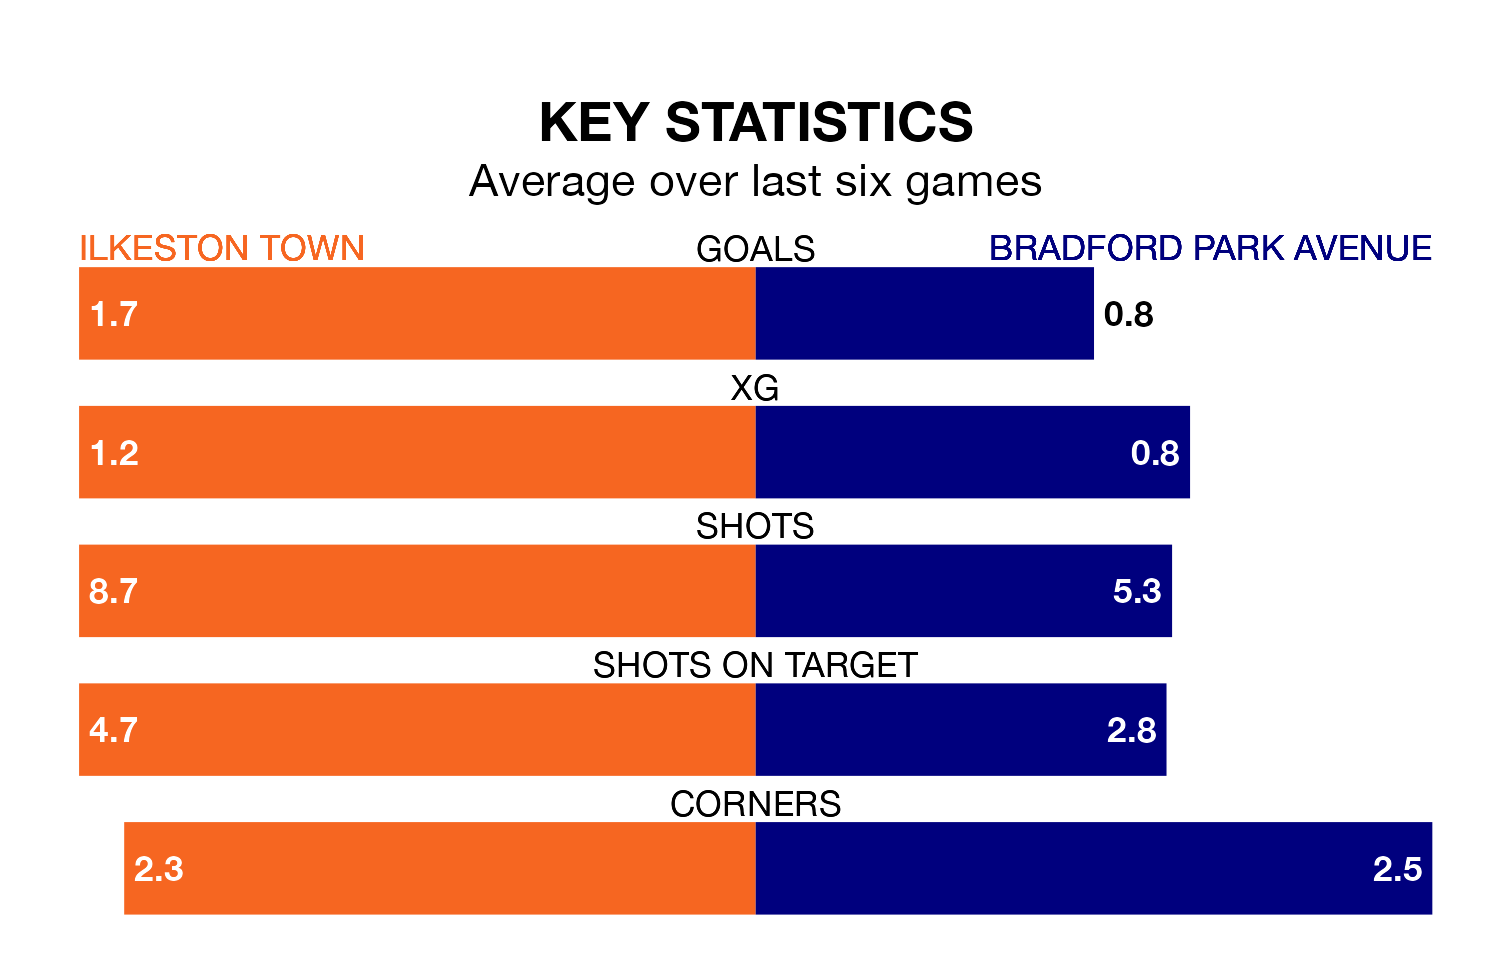 KEY STATISTICS
Average over last six games
ILKESTON TOWN GOALS BRADFORD PARK AVENUE
1.7 0.8
XG
1.2 0.8
SHOTS
8.7 5.3
SHOTS ON TARGET
4.7 2.8
CORNERS
2.3 2.5